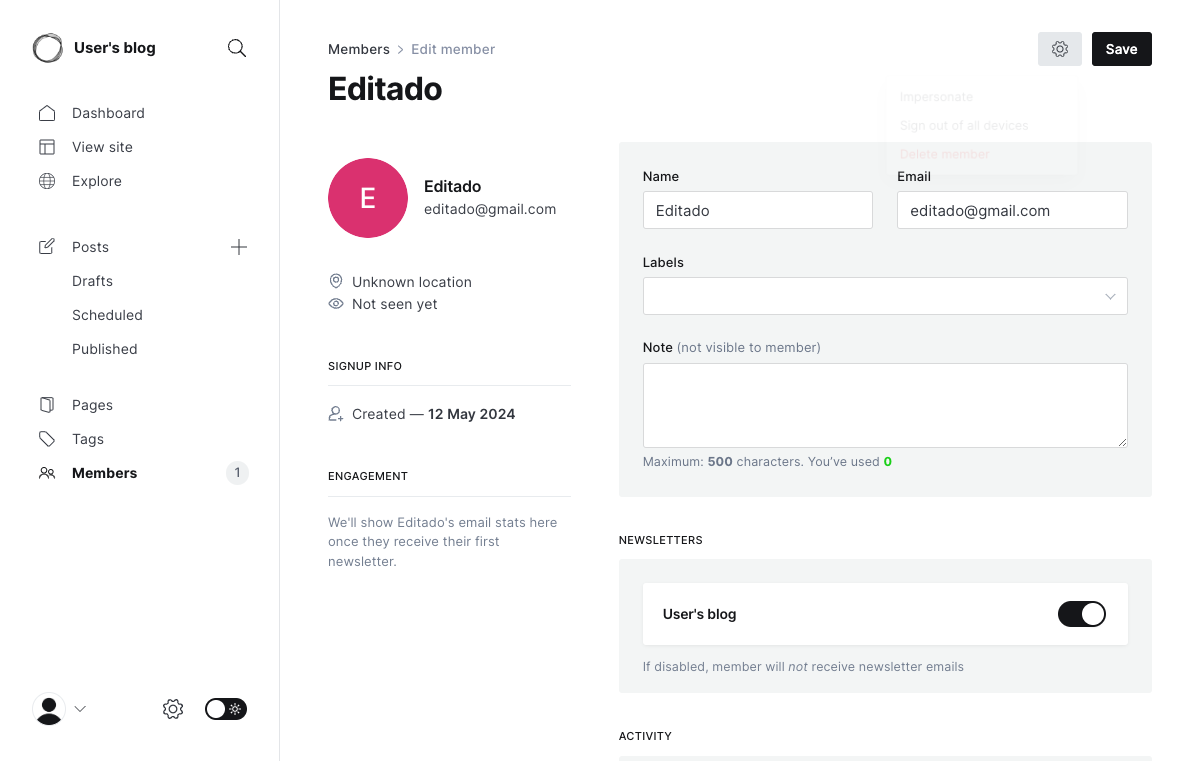 User's blog
Dashboard
View site
Explore
Posts
Drafts
Scheduled
Published
Pages
Tags
Members
1
Members
Edit member
Save
Editado
Impersonate
Sign out of all devices
Delete member
E
Editado
editado@gmail.com
Unknown location
Not seen yet
SIGNUP INFO
Created — 12 May 2024
ENGAGEMENT
We'll show Editado's email stats here
once they receive their first
newsletter.
Name
Email
Editado
editado@gmail.com
Labels
Note (not visible to member)
Maximum: 500 characters. You've used 0
NEWSLETTERS
User's blog
If disabled, member will not receive newsletter emails
ACTIVITY